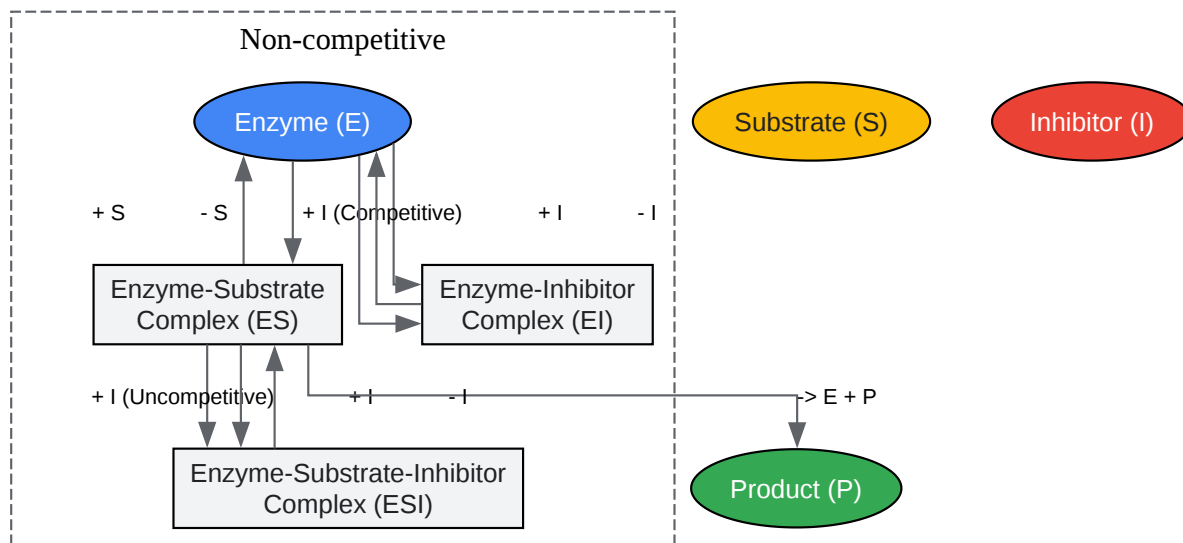 Non-competitive
Enzyme (E)
Substrate (S)
Inhibitor (I)
+ S
- S
+ I (Competitive)
+ I
- I
Enzyme-Substrate
Complex (ES)
Enzyme-Inhibitor
Complex (EI)
+ I (Uncompetitive)
+ I
- I
-> E + P
Enzyme-Substrate-Inhibitor
Complex (ESI)
Product (P)